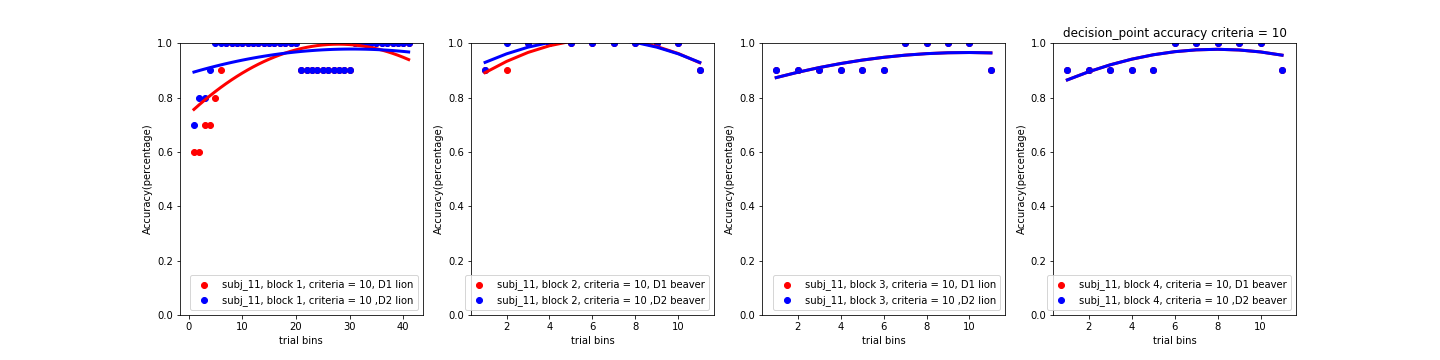 decision_point accuracy criteria = 10
1.0
0.8
0.6
0.4
0.2
0.0
Accuracy(percentage)
subj_11, block 1, criteria = 10, D1 lion
subj_11, block 1, criteria = 10 ,D2 lion
0 10 20 30 40
trial bins
1.0
0.8
0.6
0.4
0.2
0.0
Accuracy(percentage)
subj_11, block 2, criteria = 10, D1 beaver
subj_11, block 2, criteria = 10 ,D2 beaver
2 4 6 8 10
trial bins
1.0
0.8
0.6
0.4
0.2
0.0
Accuracy(percentage)
subj_11, block 3, criteria = 10, D1 lion
subj_11, block 3, criteria = 10 ,D2 lion
2 4 6 8 10
trial bins
1.0
0.8
0.6
0.4
0.2
0.0
Accuracy(percentage)
subj_11, block 4, criteria = 10, D1 beaver
subj_11, block 4, criteria = 10 ,D2 beaver
2 4 6 8 10
trial bins